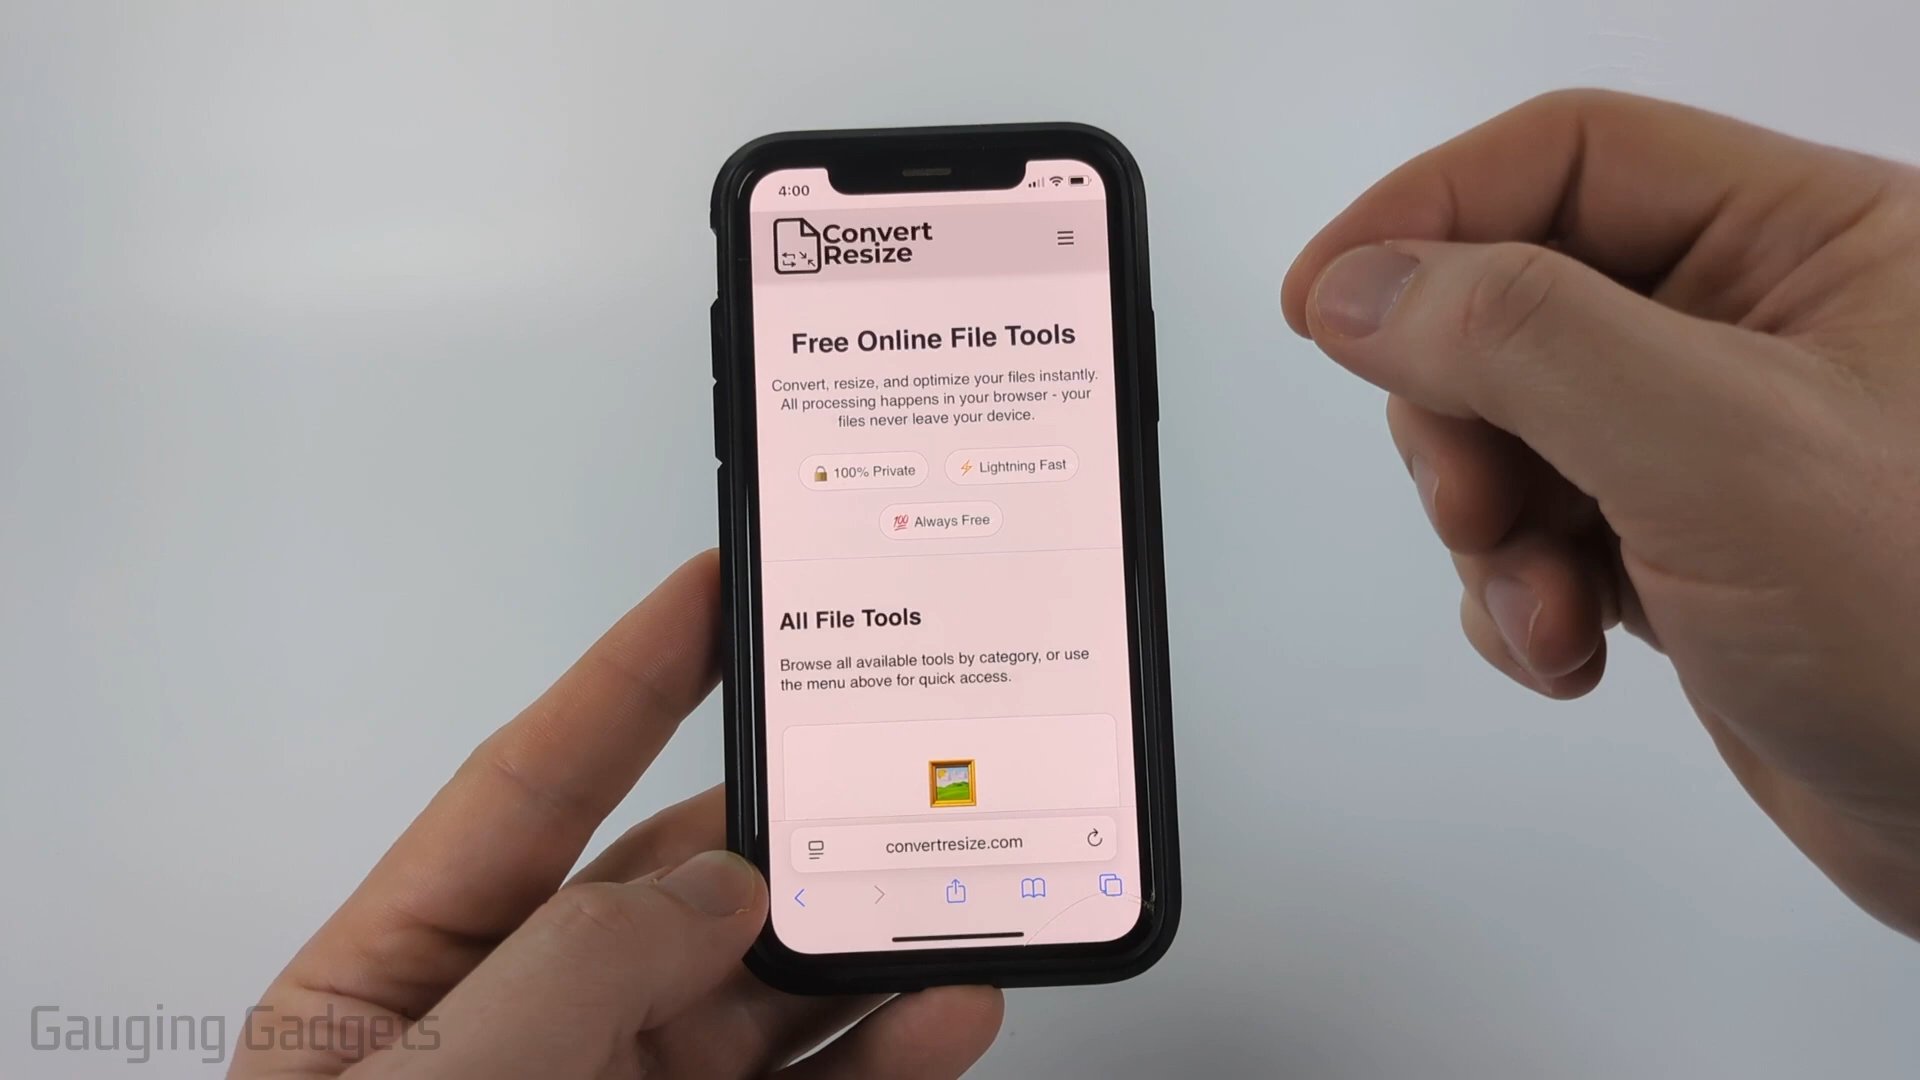 4:00
Convert
Resize
Free Online File Tools
Convert, resize, and optimize your files instantly.
All processing happens in your browser - your
files never leave your device.
🔒 100% Private
⚡ Lightning Fast
💯 Always Free
All File Tools
Browse all available tools by category, or use
the menu above for quick access.
convertresize.com
Gauging Gadgets